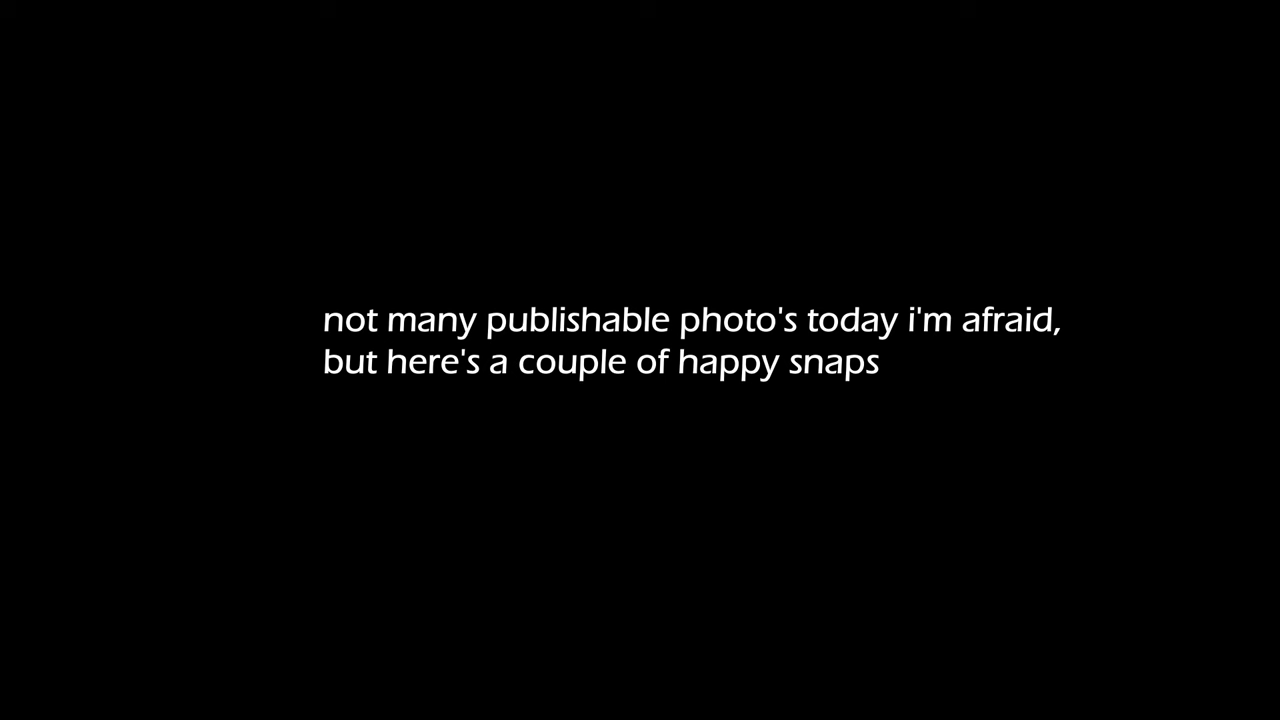 not many publishable photo's today i'm afraid,
but here's a couple of happy snaps